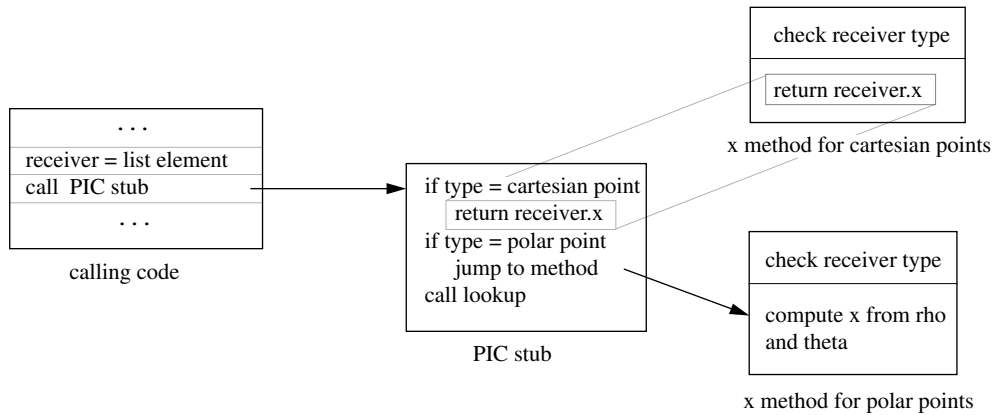 . . .
receiver = list element
call PIC stub
. . .
calling code
if type = cartesian point
return receiver.x
if type = polar point
jump to method
call lookup
PIC stub
check receiver type
return receiver.x
x method for cartesian points
check receiver type
compute x from rho
and theta
x method for polar points